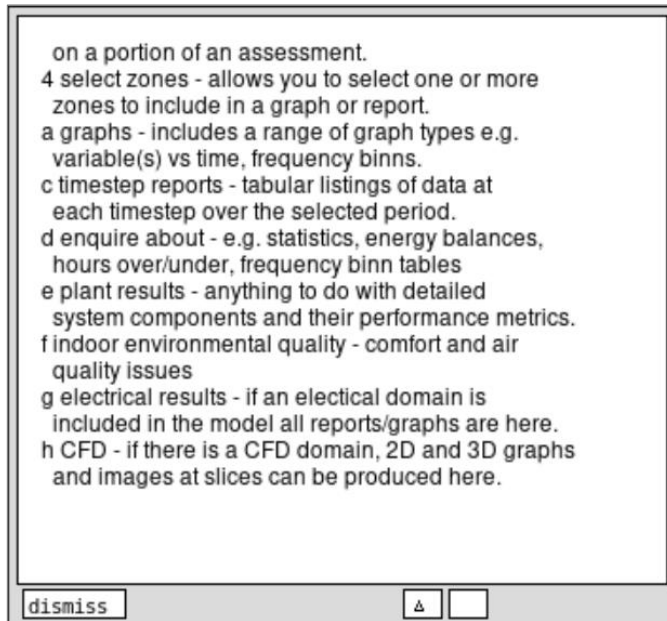 on a portion of an assessment.
4 select zones - allows you to select one or more
zones to include in a graph or report.
a graphs - includes a range of graph types e.g.
variable(s) vs time, frequency binns.
c timestep reports - tabular listings of data at
each timestep over the selected period.
d enquire about - e.g. statistics, energy balances,
hours over/under, frequency binn tables
e plant results - anything to do with detailed
system components and their performance metrics.
f indoor environmental quality - comfort and air
quality issues
g electrical results - if an electical domain is
included in the model all reports/graphs are here.
h CFD - if there is a CFD domain, 2D and 3D graphs
and images at slices can be produced here.
dismiss